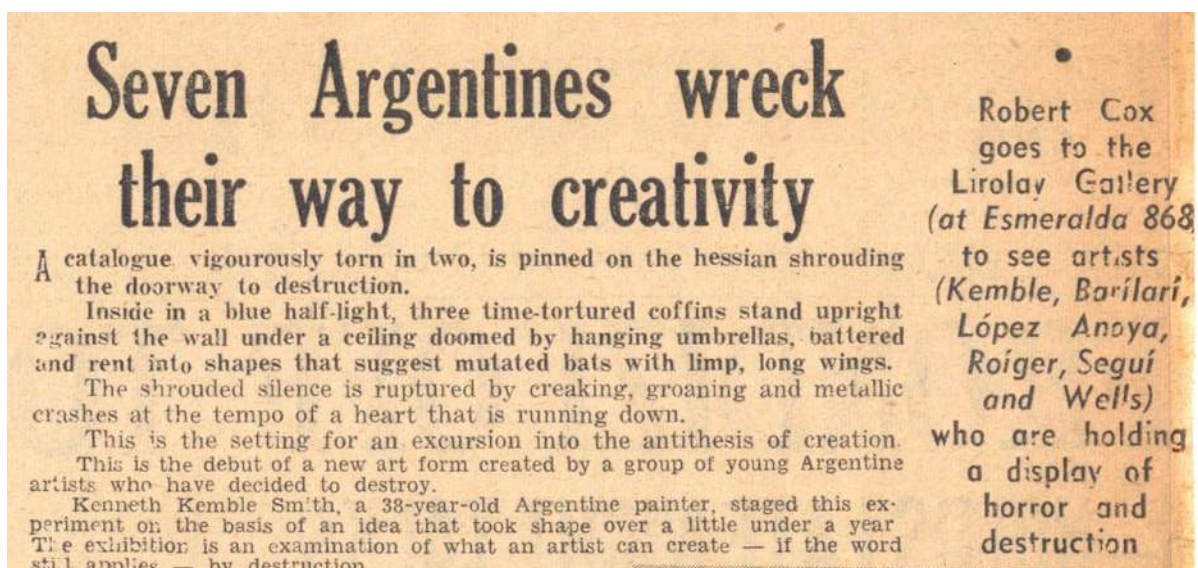 Seven Argentines wreck
their way to creativity
A catalogue vigourously torn in two, is pinned on the hessian shrouding
the doorway to destruction.
Inside in a blue half-light, three time-tortured coffins stand upright
against the wall under a ceiling doomed by hanging umbrellas, battered
and rent into shapes that suggest mutated bats with limp, long wings.
The shrouded silence is ruptured by creaking, groaning and metallic
crashes at the tempo of a heart that is running down.
This is the setting for an excursion into the antithesis of creation.
This is the debut of a new art form created by a group of young Argentine
artists who have decided to destroy.
Kenneth Kemble Smith, a 38-year-old Argentine painter, staged this ex-
periment on the basis of an idea that took shape over a little under a year
The exhibition is an examination of what an artist can create — if the word
still applies — by destruction
•
Robert Cox
goes to the
Lirolay Gallery
(at Esmeralda 868,
to see artists
(Kemble, Barilari,
López Anaya,
Roíger, Seguí
and Wells)
who are holding
a display of
horror and
destruction